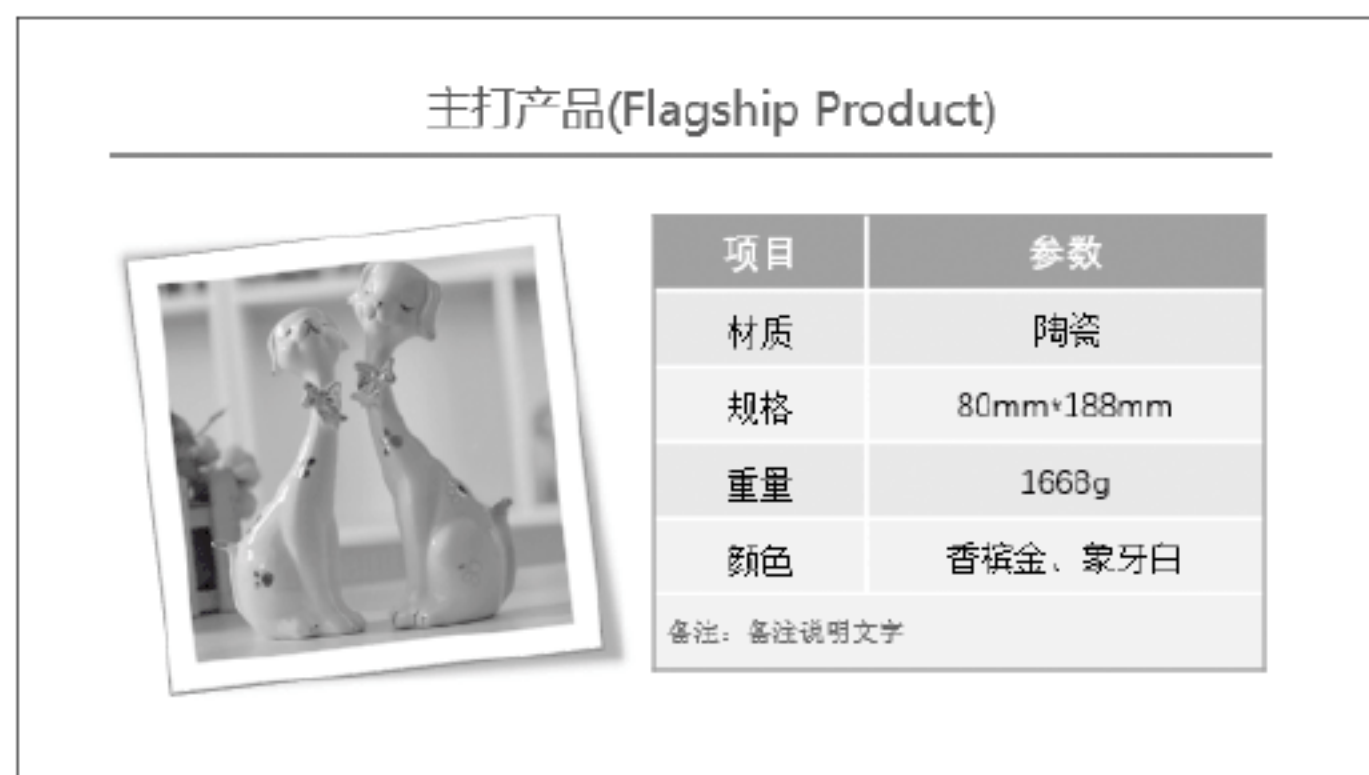 主打产品(Flagship Product)
项目 参数
材质 陶瓷
规格 80mm*188mm
重量 1668g
颜色 香槟金、象牙白
备注：备注说明文字